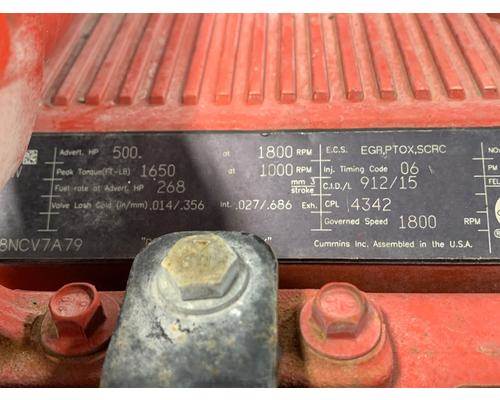 Advert. HP 500. at 1800 RPM
Peak Torque(FT-LB) 1650 at 1000 RPM
Fuel rate at Advert. HP 268 mm 3 stroke
Valve Lash Cold (in/mm) .014/.356 Int. .027/.686 Exh.
8NCV7A79
E.C.S. EGR,PTOX,SCRC
Inj. Timing Code 06
C.I.D./L 912/15
CPL 4342
Governed Speed 1800 RPM
Cummins Inc. Assembled in the U.S.A.
FEL